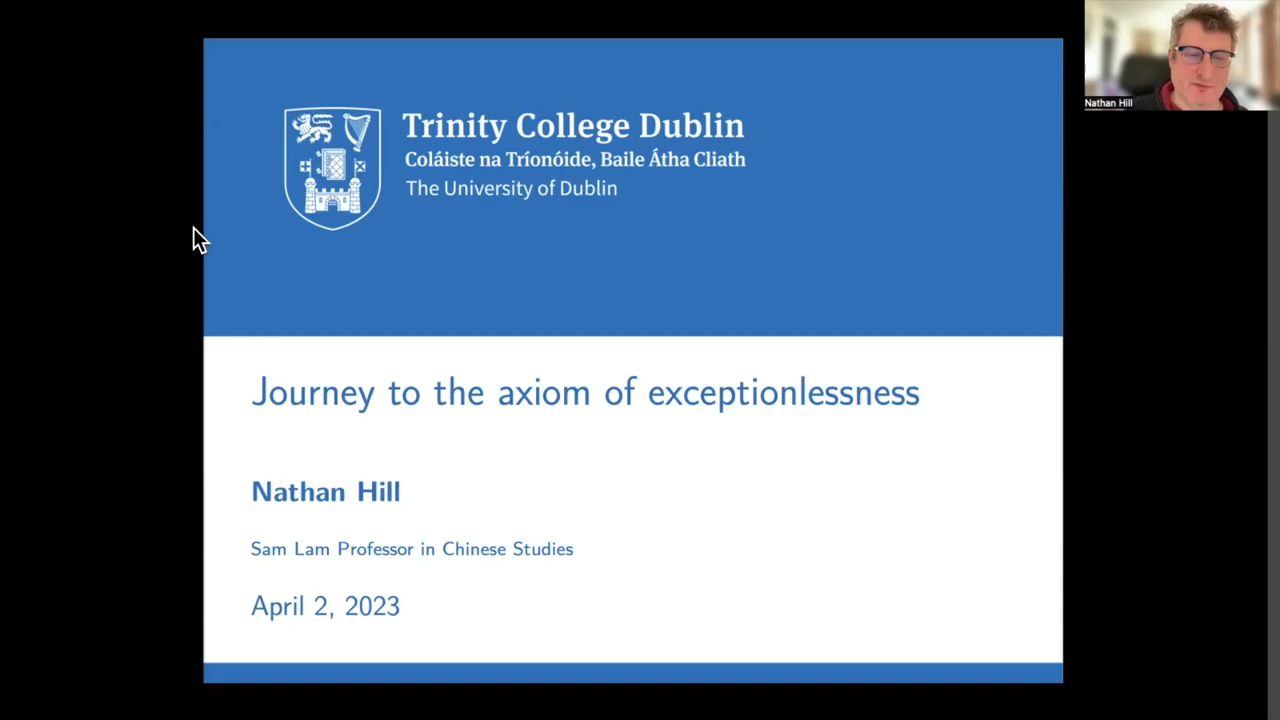 Trinity College Dublin
Coláiste na Tríonóide, Baile Átha Cliath
The University of Dublin
Nathan Hill
Journey to the axiom of exceptionlessness
Nathan Hill
Sam Lam Professor in Chinese Studies
April 2, 2023